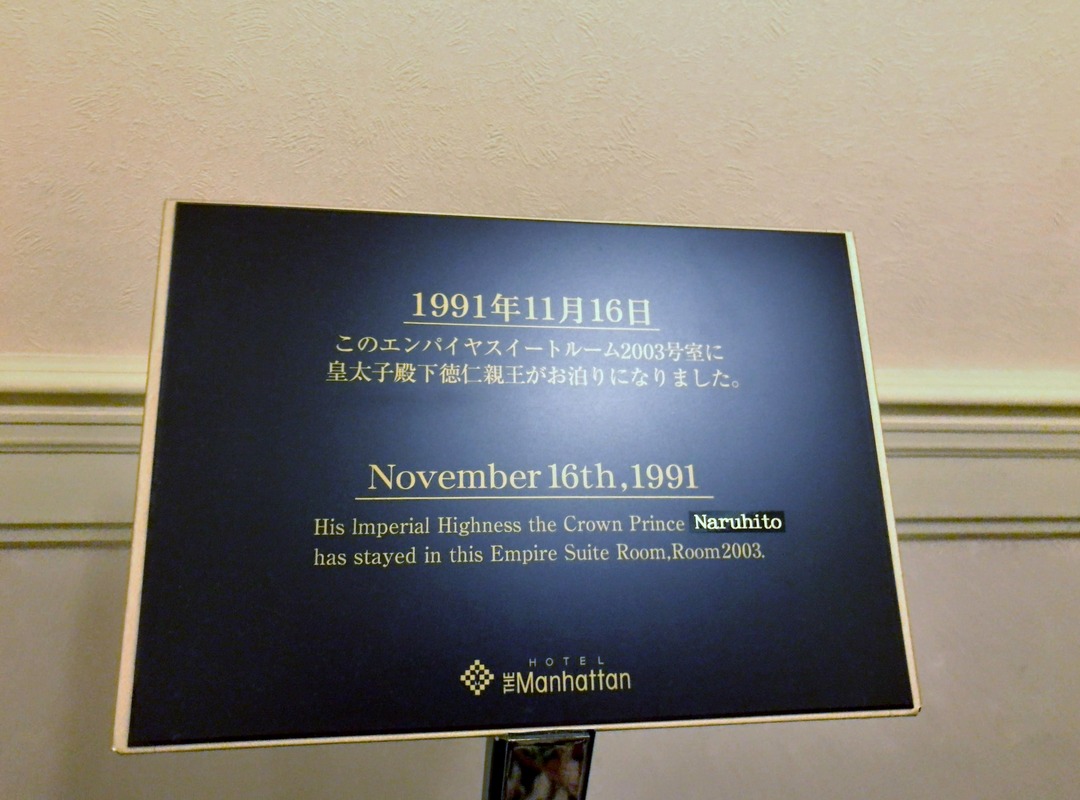 1991年11月16日
このエンパイヤスイートルーム2003号室に
皇太子殿下徳仁親王がお泊りになりました。
November 16th,1991
His Imperial Highness the Crown Prince Naruhito
has stayed in this Empire Suite Room,Room2003.
HOTEL
THE Manhattan